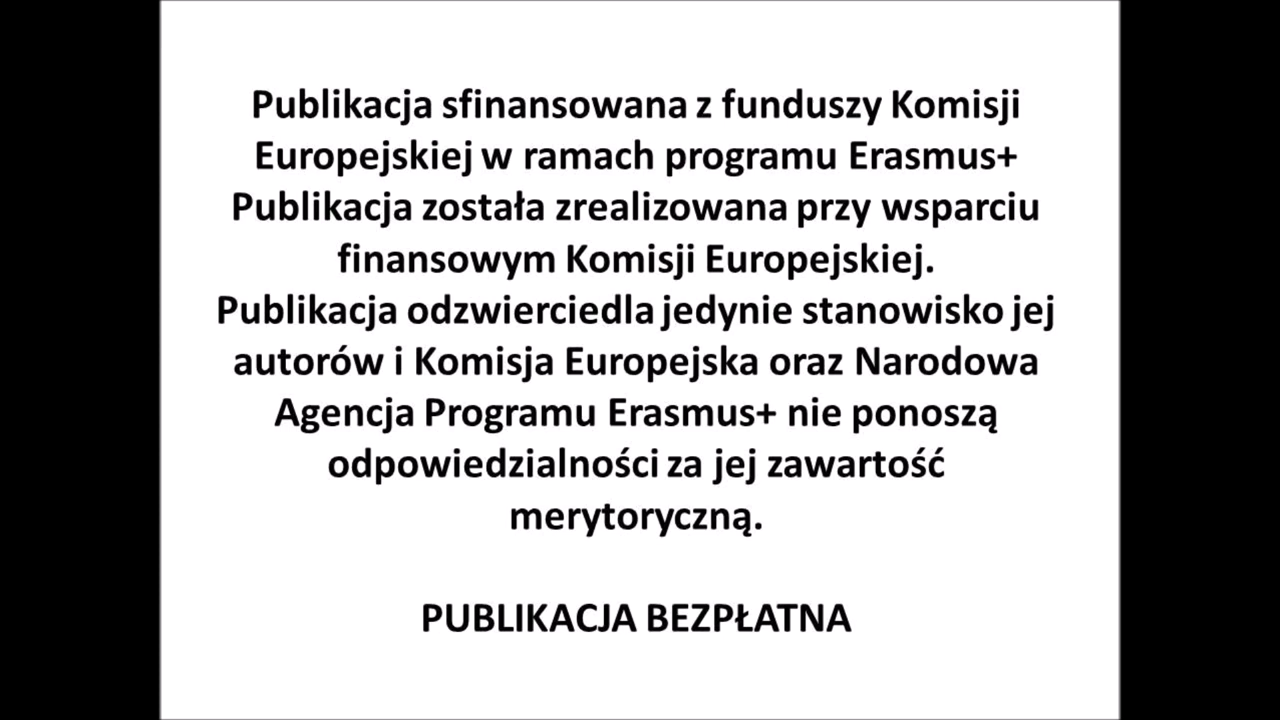 Publikacja sfinansowana z funduszy Komisji
Europejskiej w ramach programu Erasmus+
Publikacja została zrealizowana przy wsparciu
finansowym Komisji Europejskiej.
Publikacja odzwierciedla jedynie stanowisko jej
autorów i Komisja Europejska oraz Narodowa
Agencja Programu Erasmus+ nie ponoszą
odpowiedzialności za jej zawartość
merytoryczną.
PUBLIKACJA BEZPŁATNA